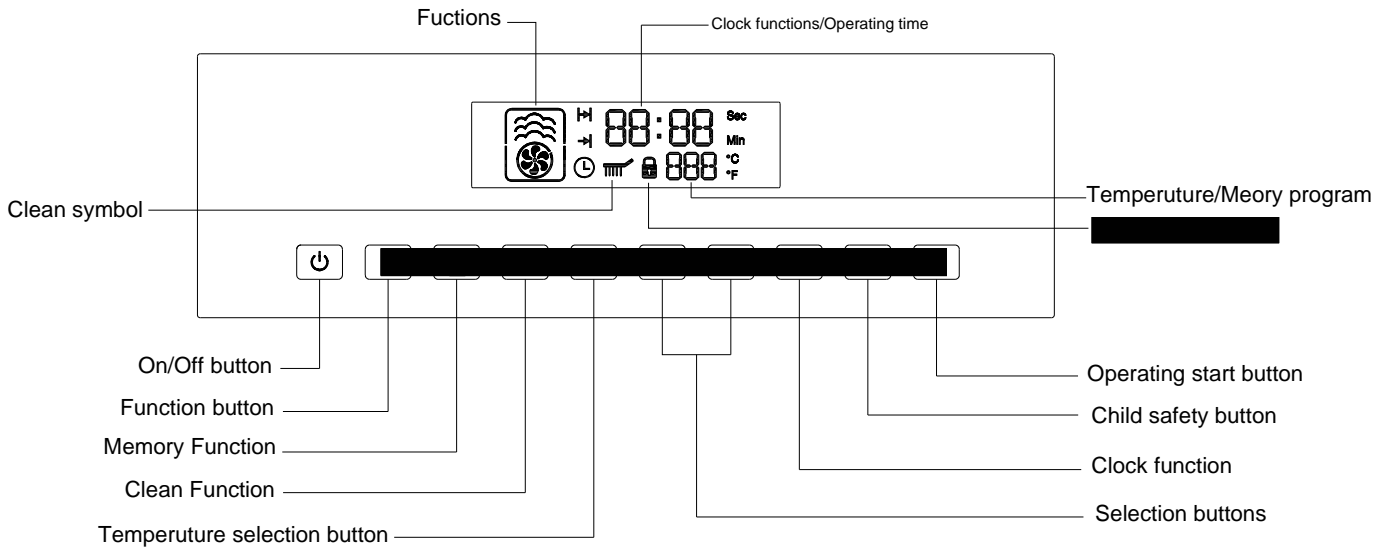 Fuctions
Clock functions/Operating time
88:88
Sec
Min
888
°C
°F
Clean symbol
Temperuture/Meory program
On/Off button
Function button
Memory Function
Clean Function
Temperuture selection button
Operating start button
Child safety button
Clock function
Selection buttons